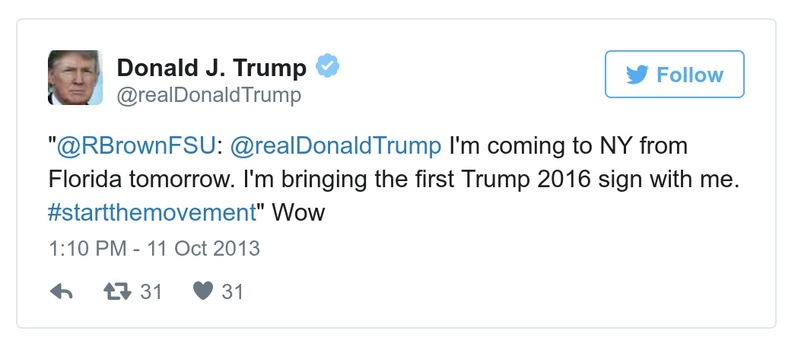 Donald J. Trump
@realDonaldTrump
Follow
"@RBrownFSU: @realDonaldTrump I'm coming to NY from
Florida tomorrow. I'm bringing the first Trump 2016 sign with me.
#startthemovement" Wow
1:10 PM - 11 Oct 2013
31 31